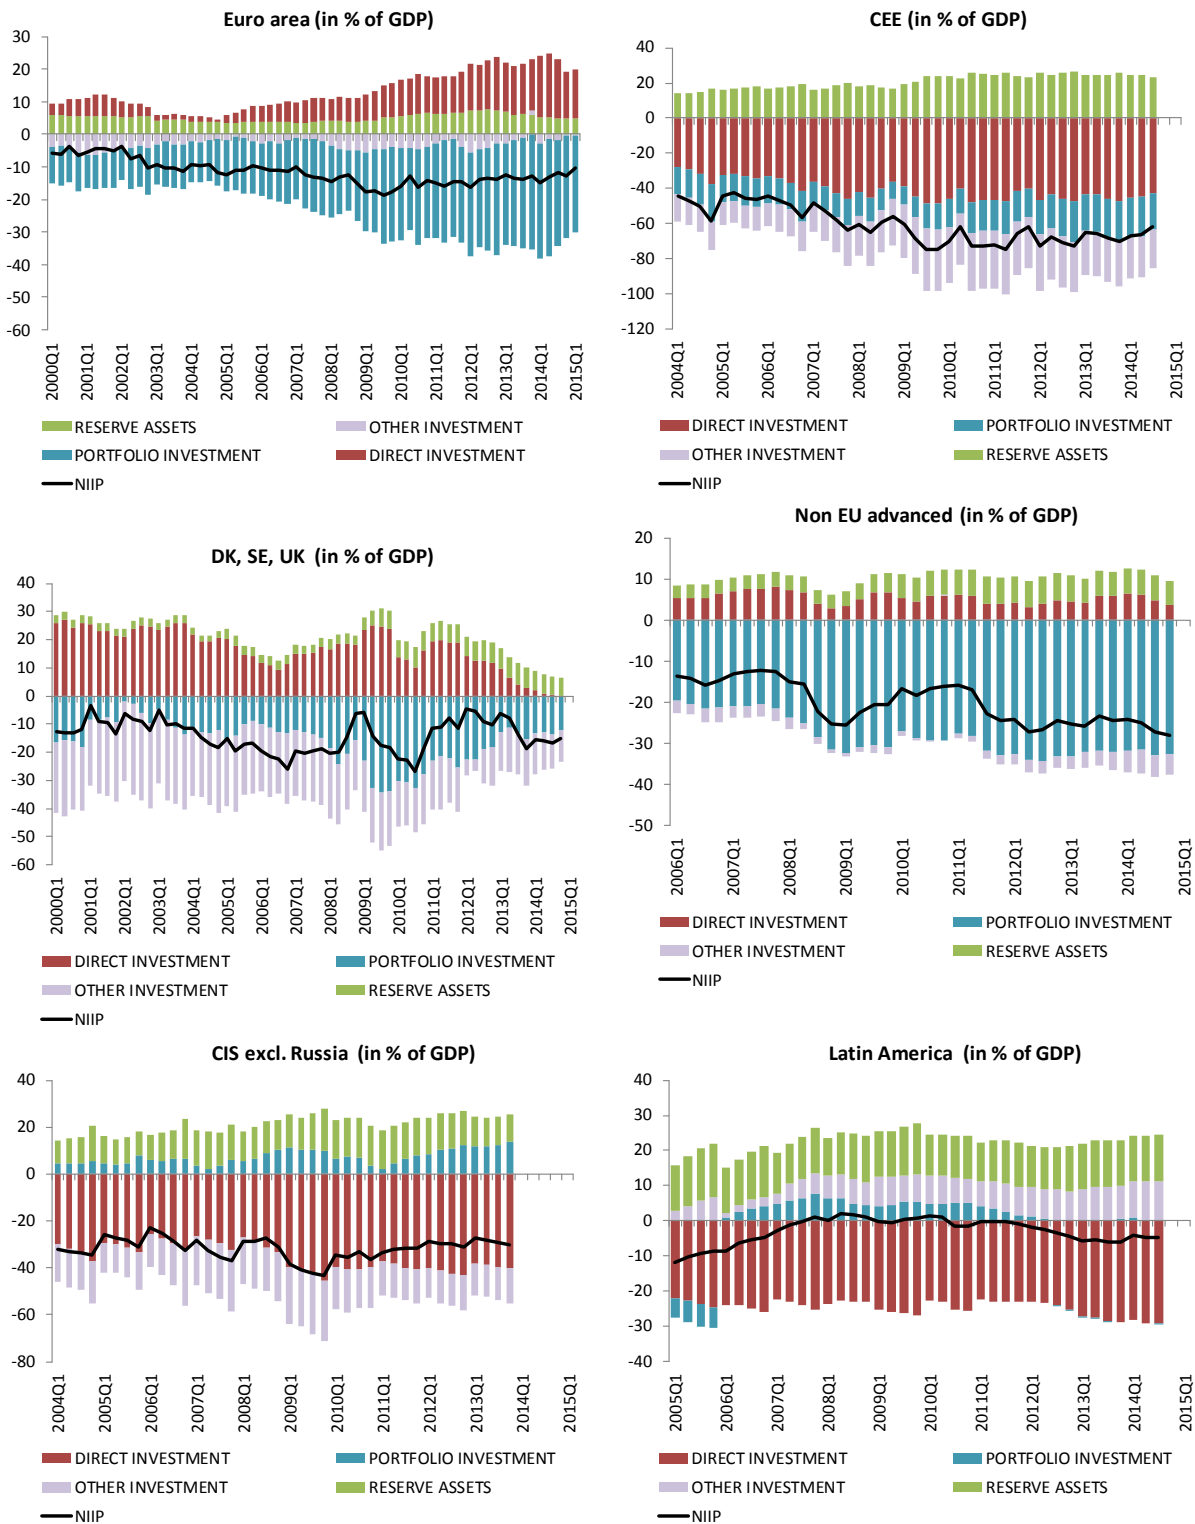 Euro area (in % of GDP)
30
20
10
0
-10
-20
-30
-40
-50
-60
2000Q1
2001Q1
2002Q1
2003Q1
2004Q1
2005Q1
2006Q1
2007Q1
2008Q1
2009Q1
2010Q1
2011Q1
2012Q1
2013Q1
2014Q1
2015Q1
RESERVE ASSETS
OTHER INVESTMENT
PORTFOLIO INVESTMENT
DIRECT INVESTMENT
NIIP
CEE (in % of GDP)
40
20
0
-20
-40
-60
-80
-100
-120
2004Q1
2005Q1
2006Q1
2007Q1
2008Q1
2009Q1
2010Q1
2011Q1
2012Q1
2013Q1
2014Q1
2015Q1
DIRECT INVESTMENT
PORTFOLIO INVESTMENT
OTHER INVESTMENT
RESERVE ASSETS
NIIP
DK, SE, UK (in % of GDP)
40
30
20
10
0
-10
-20
-30
-40
-50
-60
2000Q1
2001Q1
2002Q1
2003Q1
2004Q1
2005Q1
2006Q1
2007Q1
2008Q1
2009Q1
2010Q1
2011Q1
2012Q1
2013Q1
2014Q1
2015Q1
DIRECT INVESTMENT
PORTFOLIO INVESTMENT
OTHER INVESTMENT
RESERVE ASSETS
NIIP
Non EU advanced (in % of GDP)
20
10
0
-10
-20
-30
-40
-50
2006Q1
2007Q1
2008Q1
2009Q1
2010Q1
2011Q1
2012Q1
2013Q1
2014Q1
2015Q1
DIRECT INVESTMENT
PORTFOLIO INVESTMENT
OTHER INVESTMENT
RESERVE ASSETS
NIIP
CIS excl. Russia (in % of GDP)
40
20
0
-20
-40
-60
-80
2004Q1
2005Q1
2006Q1
2007Q1
2008Q1
2009Q1
2010Q1
2011Q1
2012Q1
2013Q1
2014Q1
2015Q1
DIRECT INVESTMENT
PORTFOLIO INVESTMENT
OTHER INVESTMENT
RESERVE ASSETS
NIIP
Latin America (in % of GDP)
40
30
20
10
0
-10
-20
-30
-40
2005Q1
2006Q1
2007Q1
2008Q1
2009Q1
2010Q1
2011Q1
2012Q1
2013Q1
2014Q1
2015Q1
DIRECT INVESTMENT
PORTFOLIO INVESTMENT
OTHER INVESTMENT
RESERVE ASSETS
NIIP